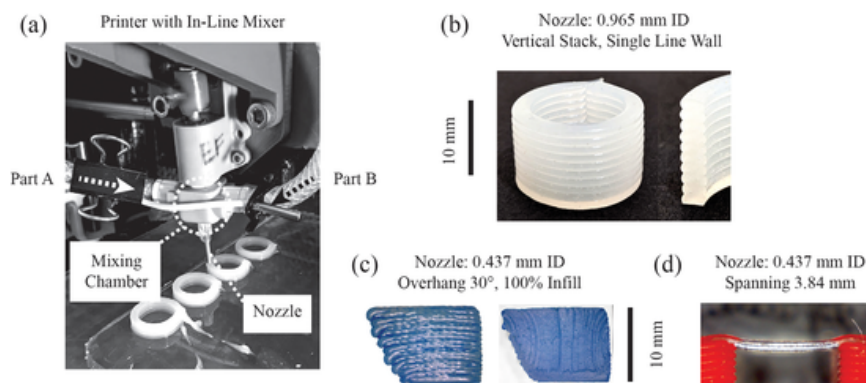 (a)
Printer with In-Line Mixer
Part A
Part B
EF
Mixing
Chamber
Nozzle
(b)
Nozzle: 0.965 mm ID
Vertical Stack, Single Line Wall
10 mm
(c)
Nozzle: 0.437 mm ID
Overhang 30°, 100% Infill
10 mm
(d)
Nozzle: 0.437 mm ID
Spanning 3.84 mm